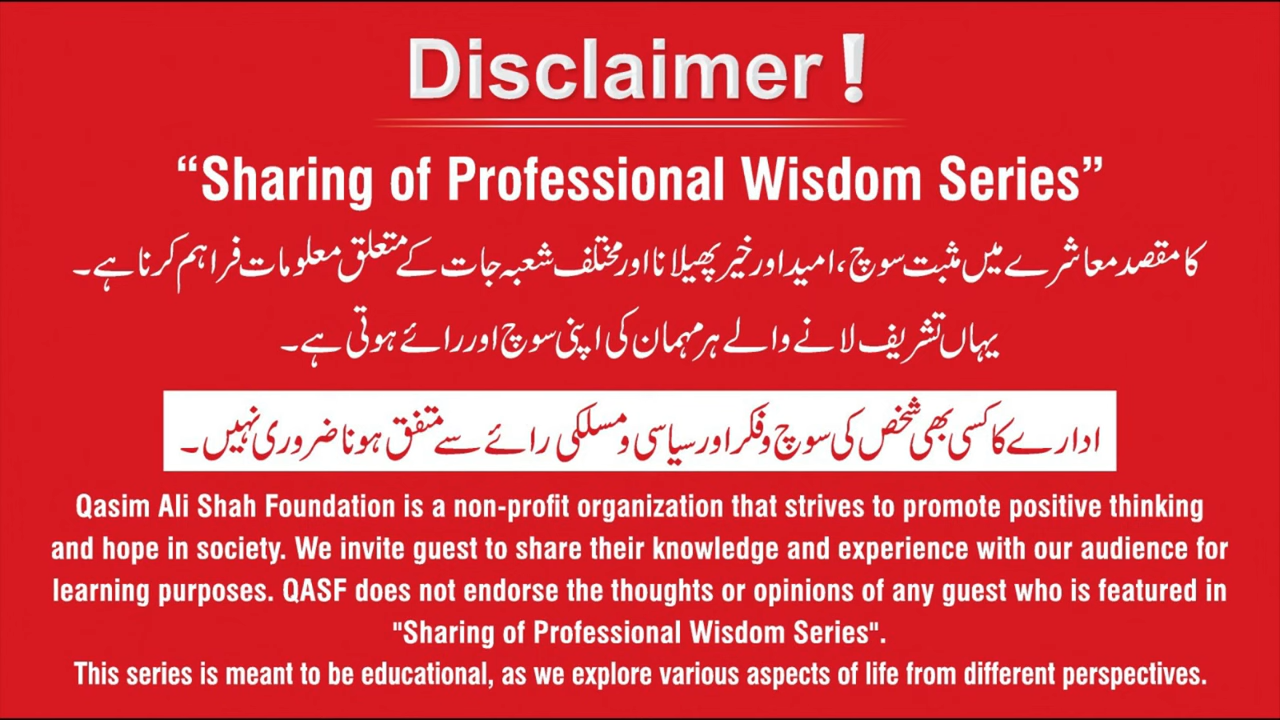 Disclaimer!
“Sharing of Professional Wisdom Series”
کا مقصد معاشرے میں مثبت سوچ، امید اور خیر پھیلانا اور مختلف شعبہ جات کے متعلق معلومات فراہم کرنا ہے۔
یہاں تشریف لانے والے ہر مہمان کی اپنی سوچ اور رائے ہوتی ہے۔
ادارے کا کسی بھی شخص کی سوچ و فکر اور سیاسی و مسلکی رائے سے متفق ہونا ضروری نہیں۔
Qasim Ali Shah Foundation is a non-profit organization that strives to promote positive thinking
and hope in society. We invite guest to share their knowledge and experience with our audience for
learning purposes. QASF does not endorse the thoughts or opinions of any guest who is featured in
"Sharing of Professional Wisdom Series".
This series is meant to be educational, as we explore various aspects of life from different perspectives.